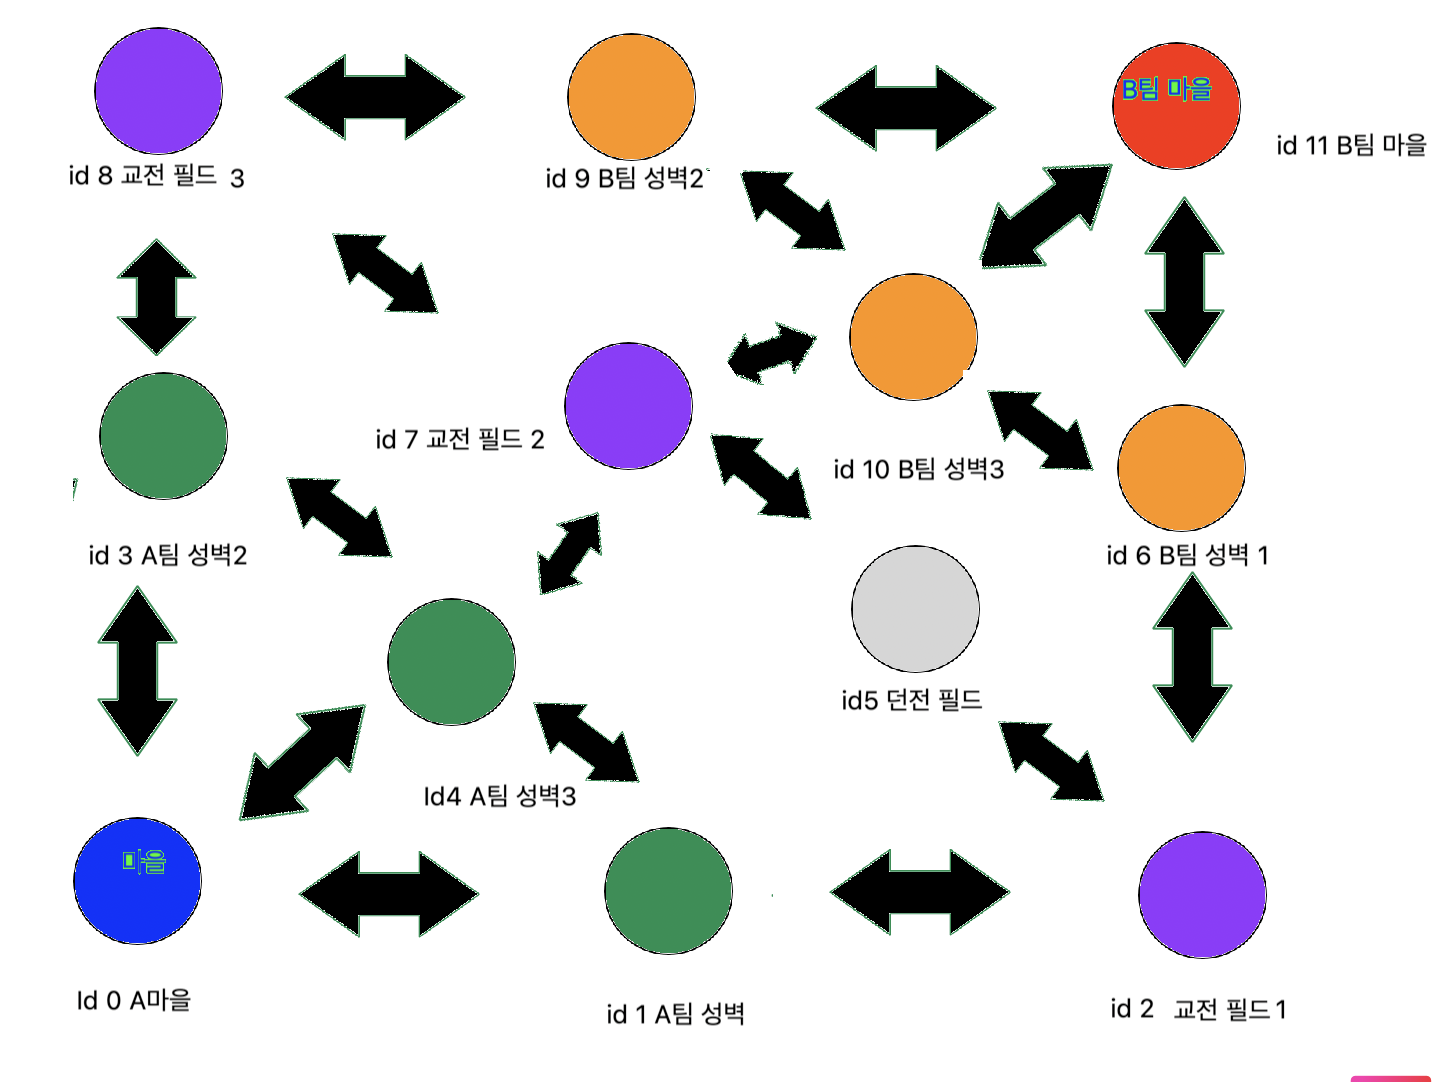 B팀 마을
id 11 B팀 마을
id 8 교전 필드 3
id 9 B팀 성벽2
id 7 교전 필드 2
id 10 B팀 성벽3
id 3 A팀 성벽2
id 6 B팀 성벽 1
id5 던전 필드
Id4 A팀 성벽3
마을
Id 0 A마을
id 1 A팀 성벽
id 2 교전 필드 1